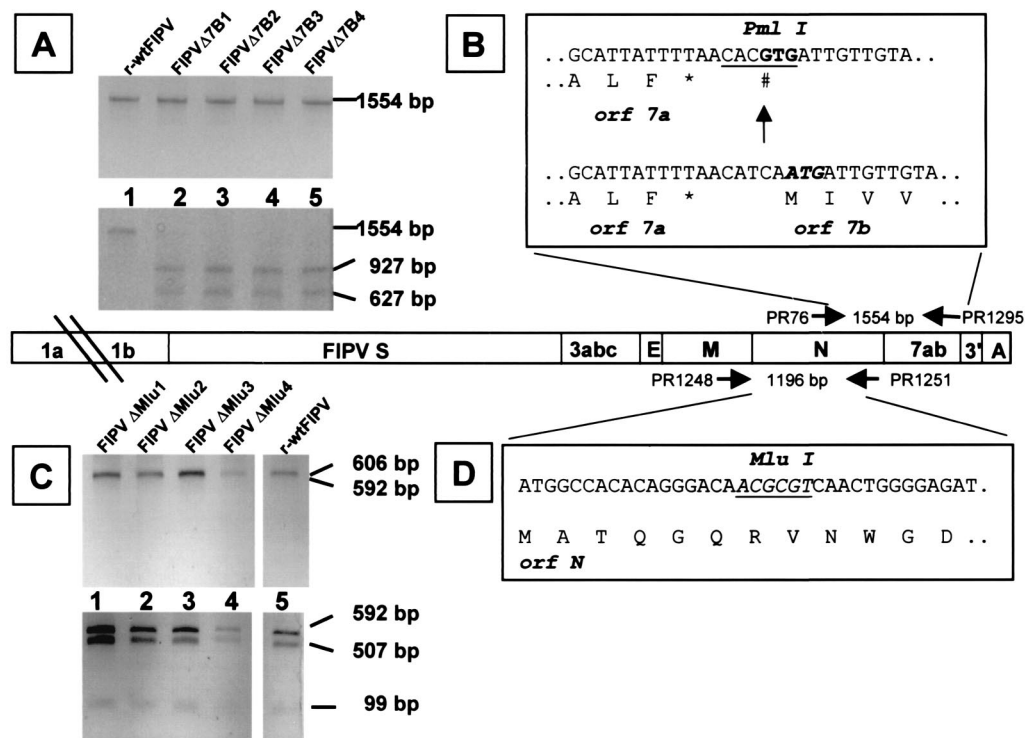 A
r-wtFIPV
FIPVΔ7B1
FIPVΔ7B2
FIPVΔ7B3
FIPVΔ7B4
1554 bp
1 2 3 4 5
1554 bp
927 bp
627 bp
B
Pml I
..GCATTATTTTAACACGTGATTGTTGTA..
.. A L F * # ..
orf 7a
..GCATTATTTTAACATCAATGATTGTTGTA..
.. A L F * M I V V ..
orf 7a orf 7b
PR76 1554 bp PR1295
1a 1b FIPV S 3abc E M N 7ab 3' A
PR1248 1196 bp PR1251
C
FIPV ΔMlu1
FIPV ΔMlu2
FIPV ΔMlu3
FIPV ΔMlu4
r-wtFIPV
606 bp
592 bp
1 2 3 4 5
592 bp
507 bp
99 bp
D
Mlu I
ATGGCCACACAGGGACAACGCGTCAACTGGGGAGAT.
M A T Q G Q R V N W G D ..
orf N